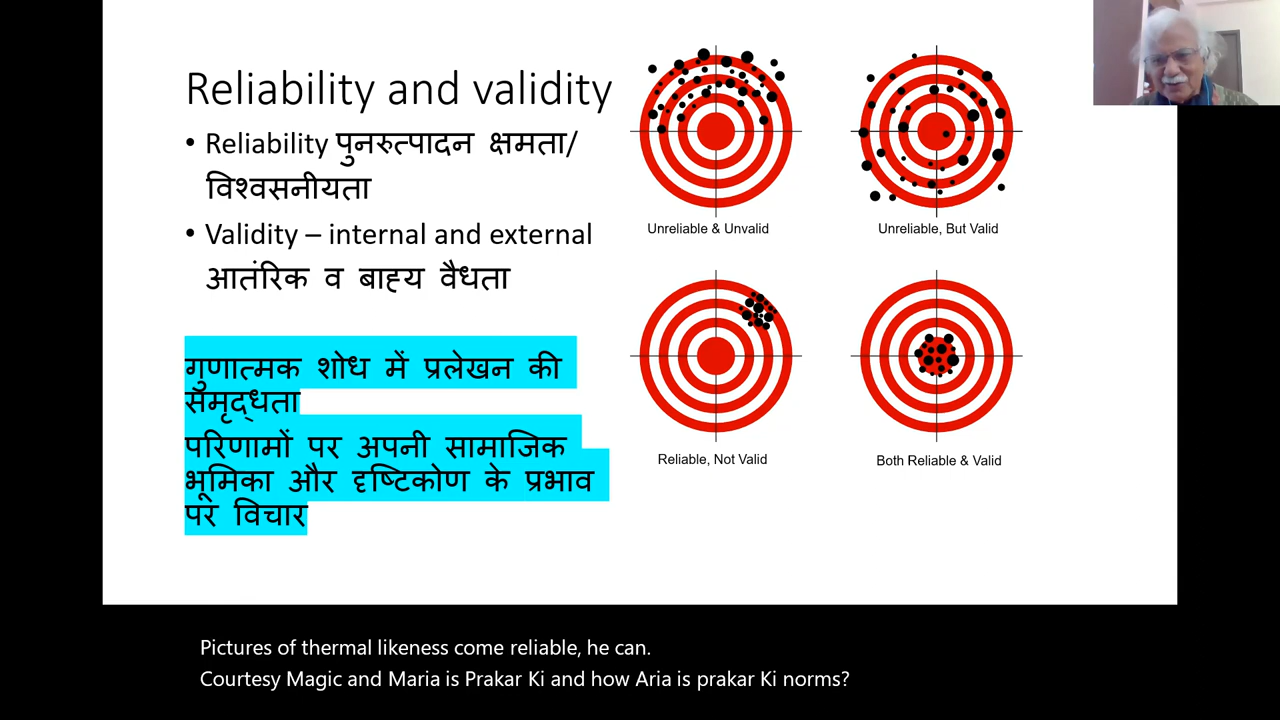 Reliability and validity
• Reliability पुनरुत्पादन क्षमता/
विश्वसनीयता
• Validity – internal and external
आतंरिक व बाह्य वैधता
गुणात्मक शोध में प्रलेखन की
समृद्धता
परिणामों पर अपनी सामाजिक
भूमिका और दृष्टिकोण के प्रभाव
पर विचार
Unreliable & Unvalid
Unreliable, But Valid
Reliable, Not Valid
Both Reliable & Valid
Pictures of thermal likeness come reliable, he can.
Courtesy Magic and Maria is Prakar Ki and how Aria is prakar Ki norms?